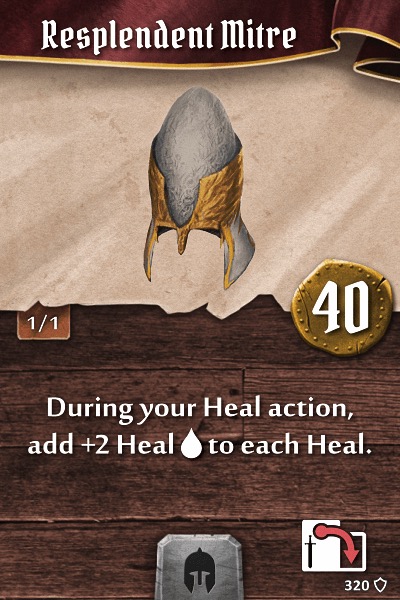 Resplendent Mitre
1/1
40
During your Heal action,
add +2 Heal to each Heal.
320